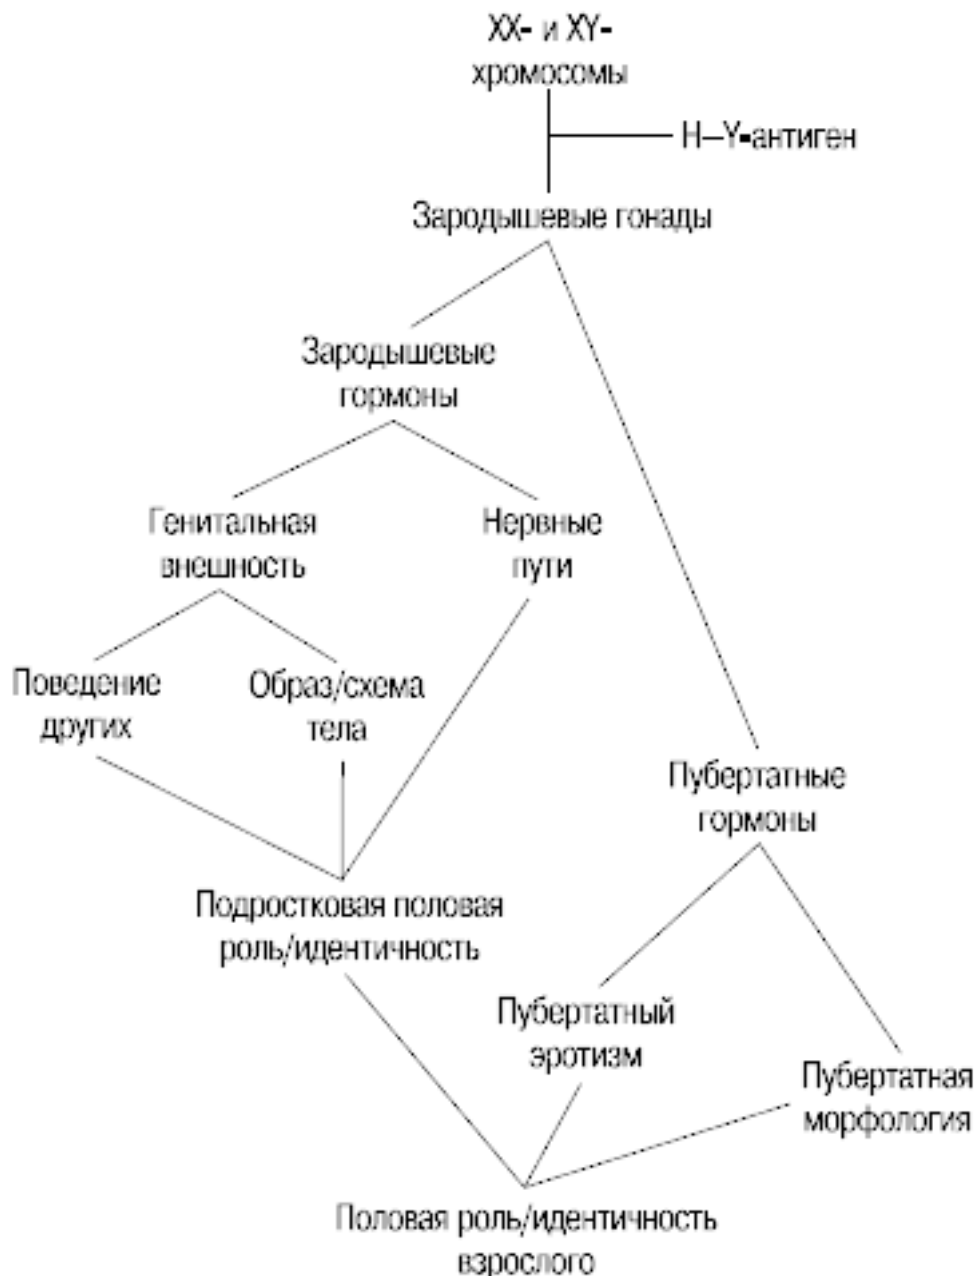 XX- и XY-
хромосомы
H–Y-антиген
Зародышевые гонады
Зародышевые
гормоны
Генитальная
внешность
Нервные
пути
Поведение
других
Образ/схема
тела
Пубертатные
гормоны
Подростковая половая
роль/идентичность
Пубертатный
эротизм
Пубертатная
морфология
Половая роль/идентичность
взрослого